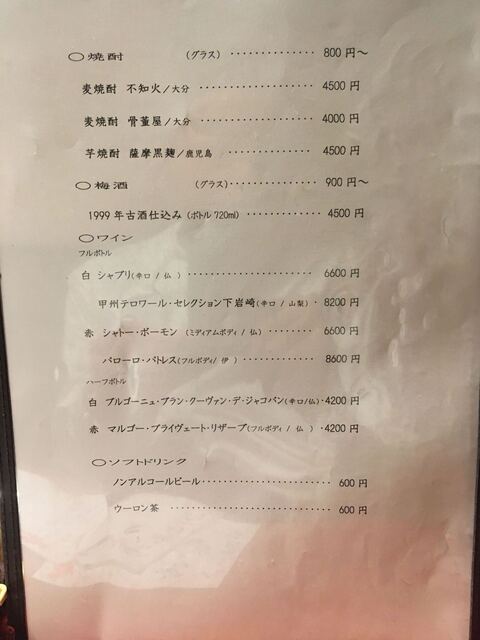 ○焼酎 (グラス) ‥‥‥‥‥‥‥ 800 円～
麦焼酎 不知火/大分 ‥‥‥‥‥‥‥‥‥ 4500 円
麦焼酎 骨董屋/大分 ‥‥‥‥‥‥‥‥‥ 4000 円
芋焼酎 薩摩黒麹/鹿児島 ‥‥‥‥‥‥‥ 4500 円
○梅酒 (グラス)‥‥‥‥‥‥‥ 900 円～
1999 年古酒仕込み (ボトル 720ml) ‥‥‥‥‥‥ 4500 円
○ワイン
フルボトル
白 シャブリ(辛口 / 仏 ) ‥‥‥‥‥‥‥‥‥‥ 6600 円
甲州テロワール・セレクション下岩崎(辛口 / 山梨) ・ 8200 円
赤 シャトー・ボーモン (ミディアムボディ / 仏) ‥‥‥‥ 6600 円
バローロ・バトレス(フルボディ/ 伊 ) ‥‥‥‥‥‥ 8600 円
ハーフボトル
白 ブルゴーニュ・ブラン・クーヴァン・デ・ジャコバン(辛口/仏)・4200 円
赤 マルゴー・プライヴェート・リザーブ(フルボディ / 仏 ) ・4200 円
○ソフトドリンク
ノンアルコールビール‥‥‥‥‥‥‥‥‥‥ 600 円
ウーロン茶 ‥‥‥‥‥‥‥‥‥‥‥‥ 600 円